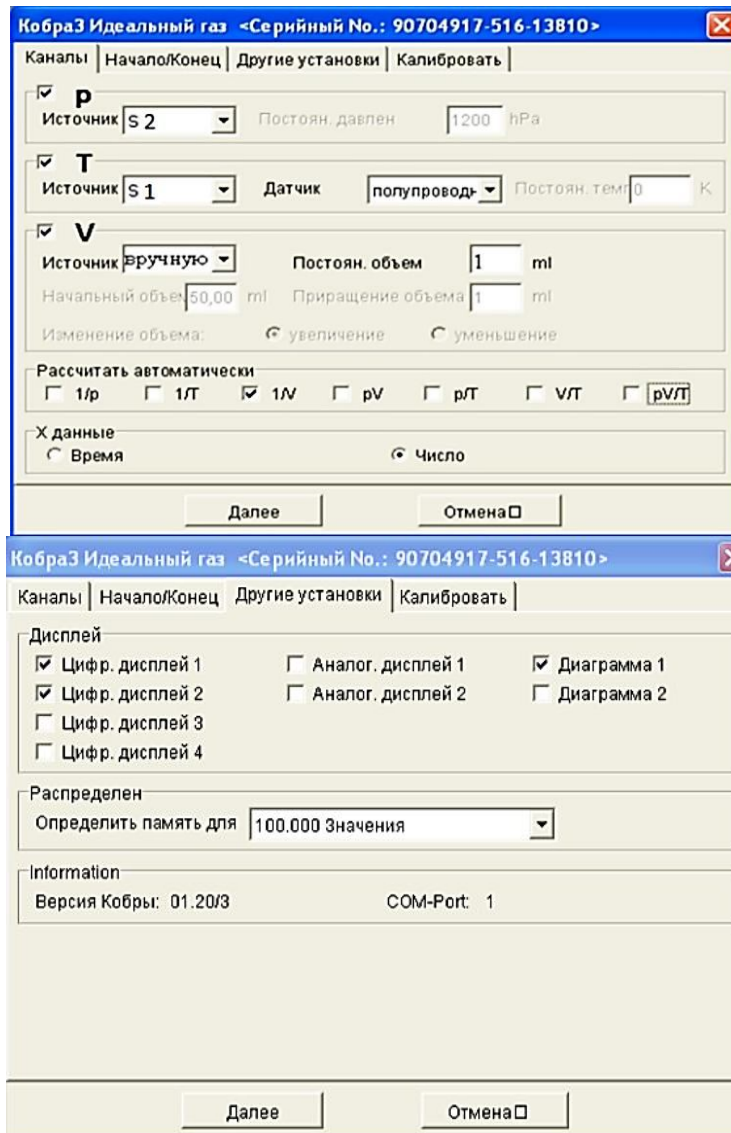 Кобра3 Идеальный газ <Серийный No.: 90704917-516-13810>
Каналы Начало/Конец Другие установки Калибровать
p
Источник S 2 Постоян. давлен 1200 hPa
T
Источник S 1 Датчик полупроводн Постоян. темп 0 K
V
Источник вручную Постоян. объем 1 ml
Начальный объем 50,00 ml Приращение объема 1 ml
Изменение объема: увеличение уменьшение
Рассчитать автоматически
1/p 1/T 1/V pV p/T V/T pV/T
X данные
Время Число
Далее Отмена
Кобра3 Идеальный газ <Серийный No.: 90704917-516-13810>
Каналы Начало/Конец Другие установки Калибровать
Дисплей
Цифр. дисплей 1 Аналог. дисплей 1 Диаграмма 1
Цифр. дисплей 2 Аналог. дисплей 2 Диаграмма 2
Цифр. дисплей 3
Цифр. дисплей 4
Распределен
Определить память для 100.000 Значения
Information
Версия Кобры: 01.20/3 COM-Port: 1
Далее Отмена